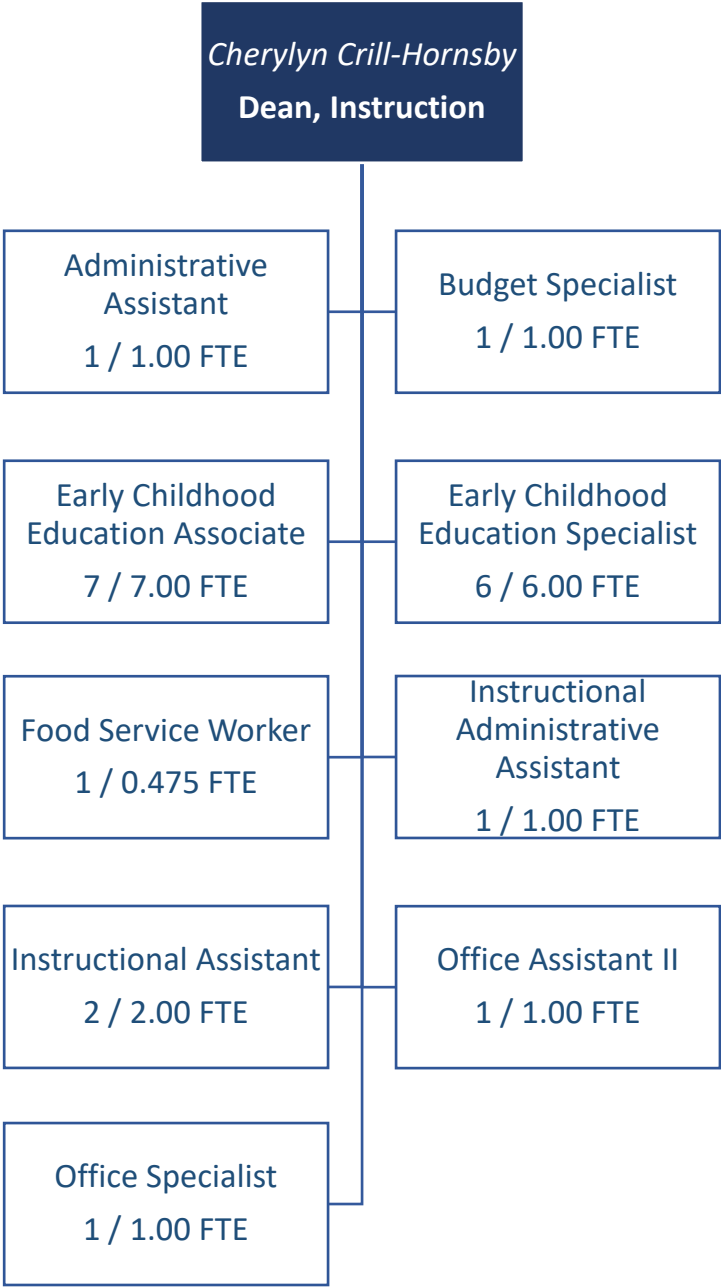 Cherylyn Crill-Hornsby
Dean, Instruction
Administrative
Assistant
1 / 1.00 FTE
Budget Specialist
1 / 1.00 FTE
Early Childhood
Education Associate
7 / 7.00 FTE
Early Childhood
Education Specialist
6 / 6.00 FTE
Food Service Worker
1 / 0.475 FTE
Instructional
Administrative
Assistant
1 / 1.00 FTE
Instructional Assistant
2 / 2.00 FTE
Office Assistant II
1 / 1.00 FTE
Office Specialist
1 / 1.00 FTE